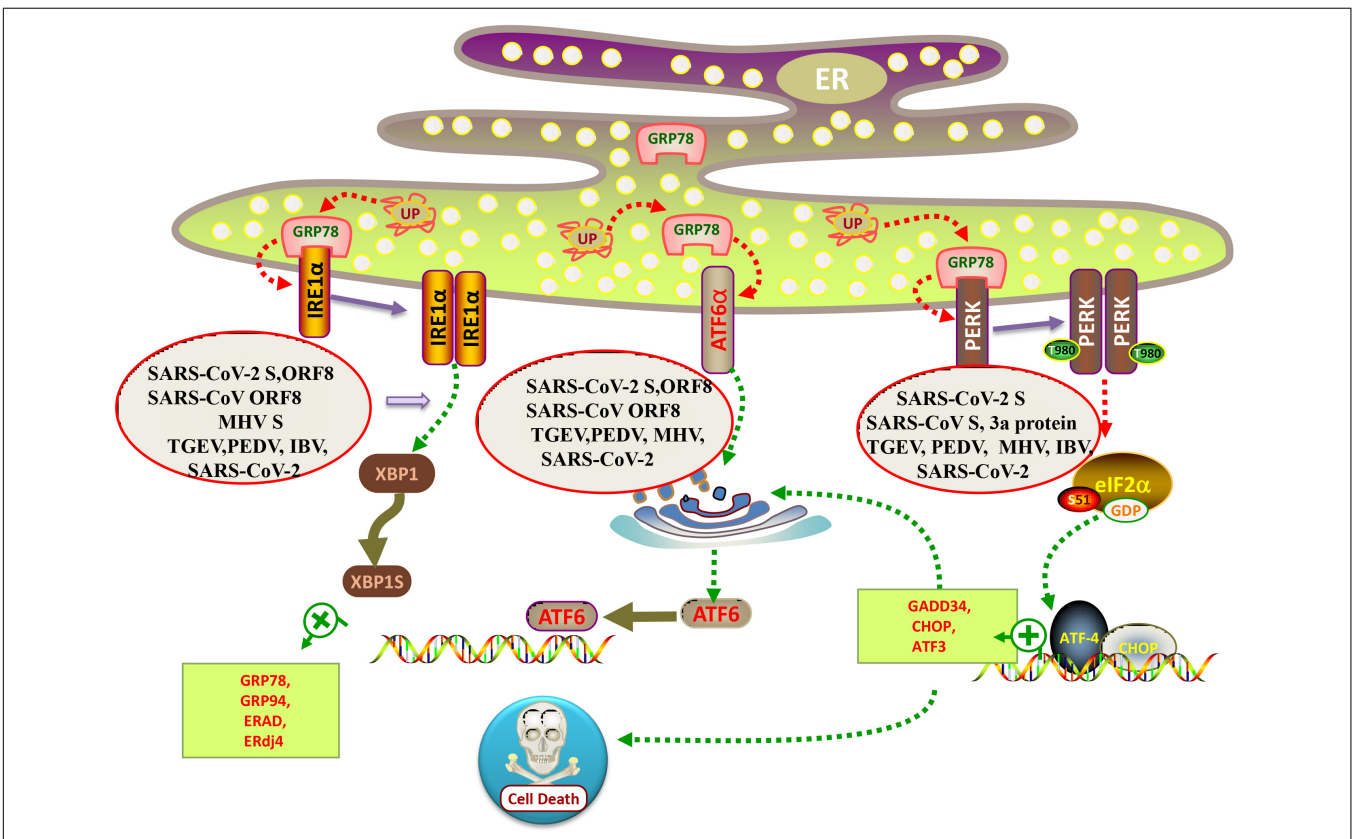 ER
GRP78
UP
GRP78
UP
GRP78
UP
GRP78
IRE1α
IRE1α
IRE1α
ATF6α
PERK
PERK
PERK
T980
T980
SARS-CoV-2 S,ORF8
SARS-CoV ORF8
MHV S
TGEV,PEDV, IBV,
SARS-CoV-2
SARS-CoV-2 S,ORF8
SARS-CoV ORF8
TGEV,PEDV, MHV,
SARS-CoV-2
SARS-CoV-2 S
SARS-CoV S, 3a protein
TGEV, PEDV, MHV, IBV,
SARS-CoV-2
XBP1
XBP1S
eIF2α
S51
GDP
ATF6
ATF6
GADD34,
CHOP,
ATF3
ATF-4
CHOP
GRP78,
GRP94,
ERAD,
ERdj4
Cell Death